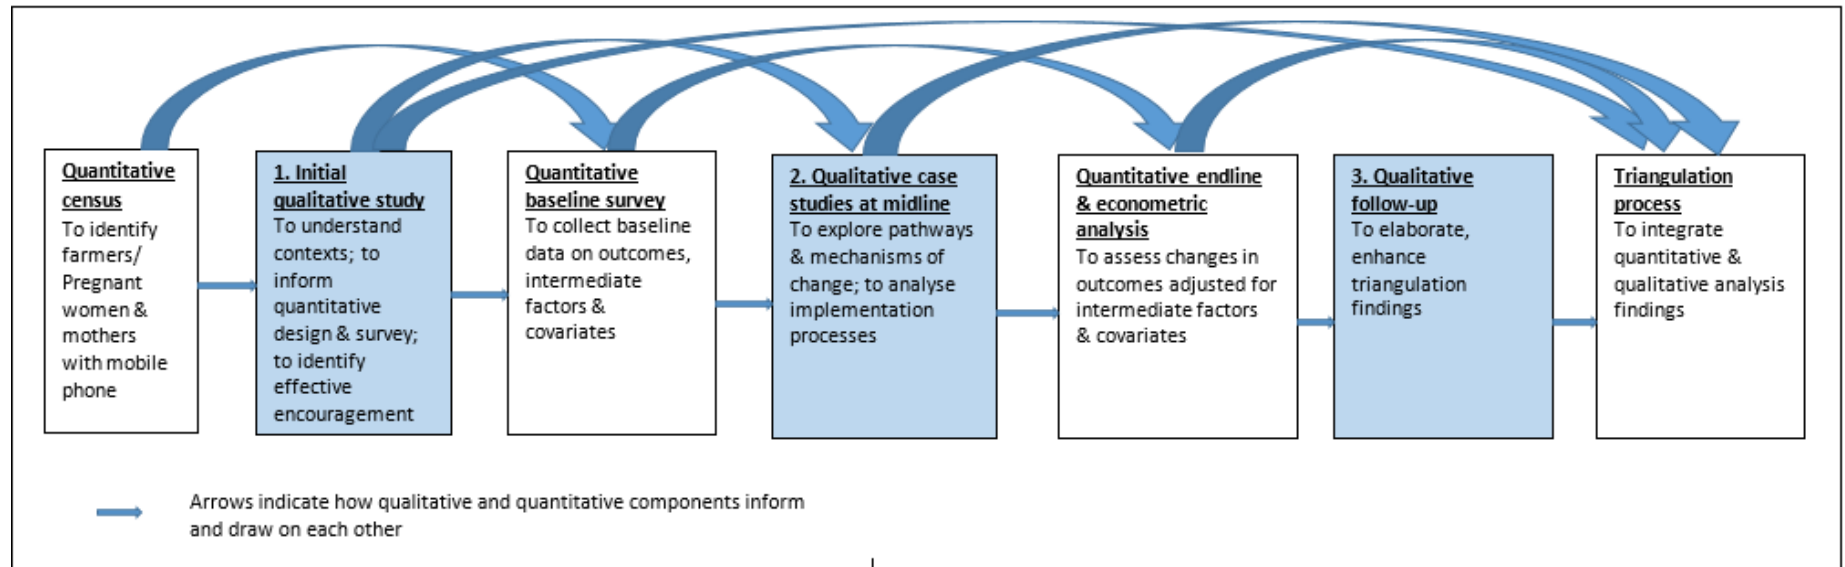 Quantitative
census
To identify
farmers/
Pregnant
women &
mothers
with mobile
phone
1. Initial
qualitative study
To understand
contexts; to
inform
quantitative
design & survey;
to identify
effective
encouragement
Quantitative
baseline survey
To collect baseline
data on outcomes,
intermediate
factors &
covariates
2. Qualitative case
studies at midline
To explore pathways
& mechanisms of
change; to analyse
implementation
processes
Quantitative endline
& econometric
analysis
To assess changes in
outcomes adjusted for
intermediate factors
& covariates
3. Qualitative
follow-up
To elaborate,
enhance
triangulation
findings
Triangulation
process
To integrate
quantitative &
qualitative analysis
findings
Arrows indicate how qualitative and quantitative components inform
and draw on each other